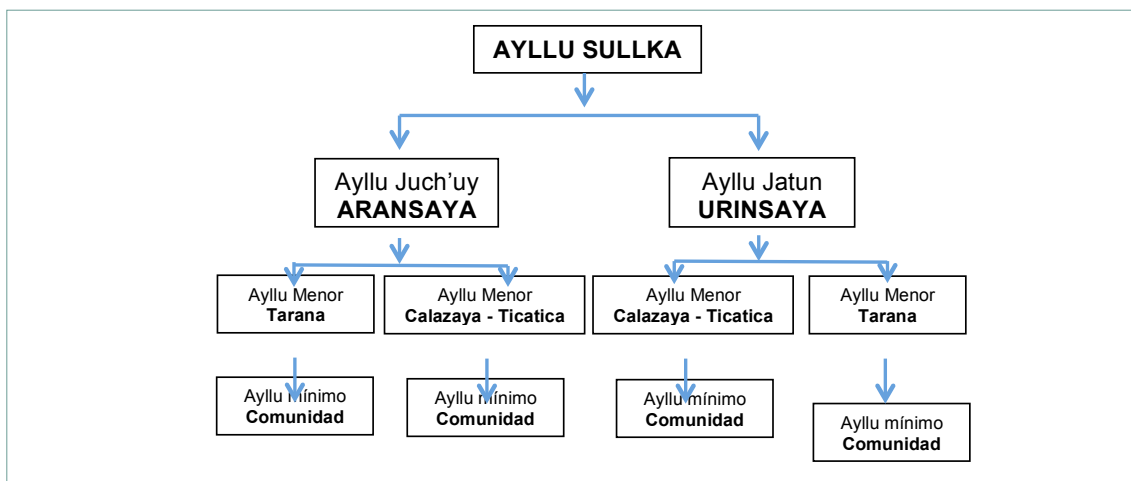 AYLLU SULLKA
Ayllu Juch’uy
ARANSAYA
Ayllu Jatun
URINSAYA
Ayllu Menor
Tarana
Ayllu Menor
Calazaya - Ticatica
Ayllu Menor
Calazaya - Ticatica
Ayllu Menor
Tarana
Ayllu mínimo
Comunidad
Ayllu mínimo
Comunidad
Ayllu mínimo
Comunidad
Ayllu mínimo
Comunidad